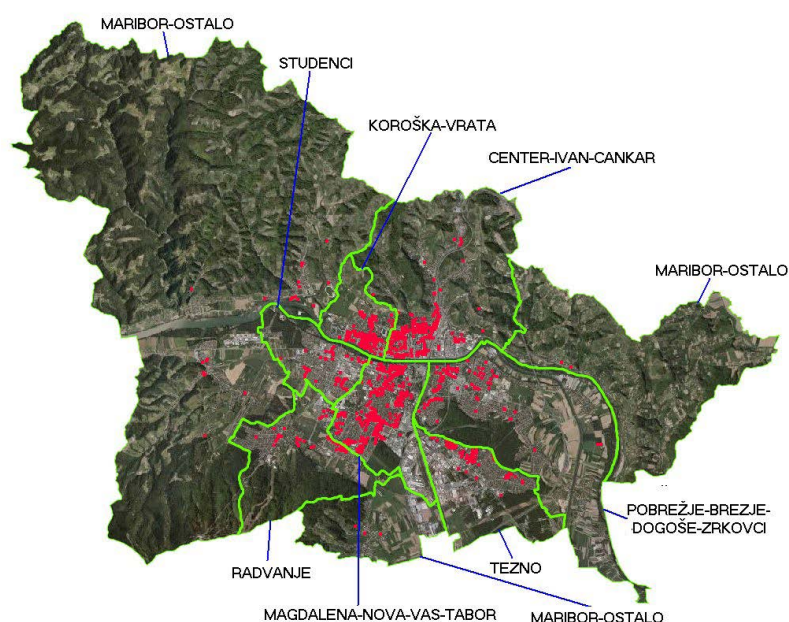 MARIBOR-OSTALO
STUDENCI
KOROŠKA-VRATA
CENTER-IVAN-CANKAR
MARIBOR-OSTALO
POBREŽJE-BREZJE-
-DOGOŠE-ZRKOVCI
TEZNO
RADVANJE
MAGDALENA-NOVA-VAS-TABOR
MARIBOR-OSTALO